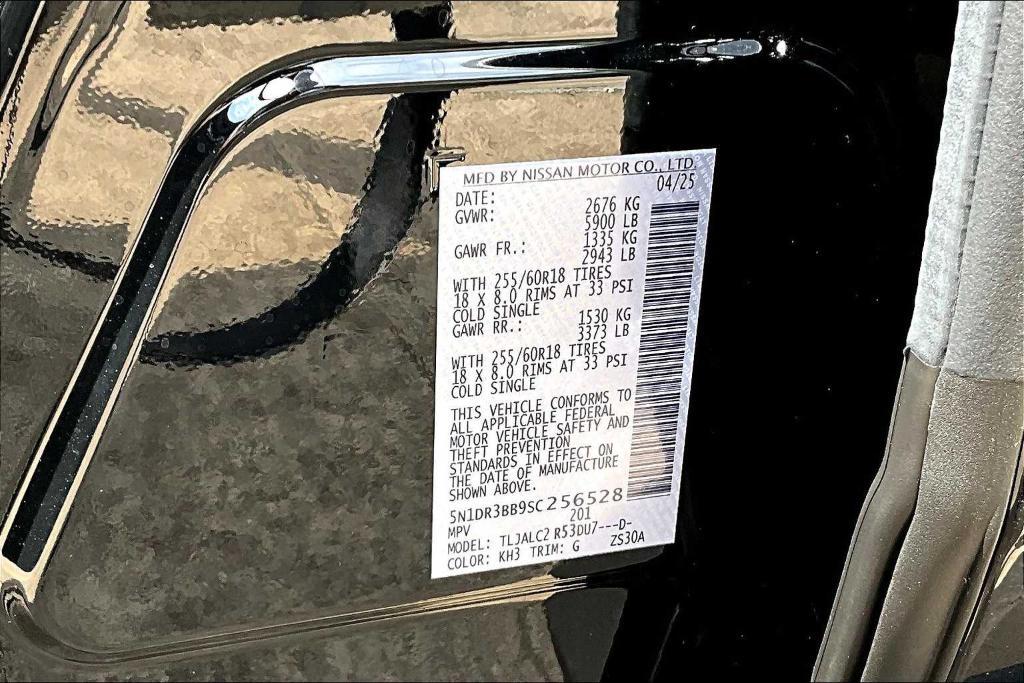 MFD BY NISSAN MOTOR CO., LTD.
DATE: 04/25
GVWR: 2676 KG
5900 LB
GAWR FR.: 1335 KG
2943 LB
WITH 255/60R18 TIRES
18 X 8.0 RIMS AT 33 PSI
COLD SINGLE
GAWR RR.: 1530 KG
3373 LB
WITH 255/60R18 TIRES
18 X 8.0 RIMS AT 33 PSI
COLD SINGLE
THIS VEHICLE CONFORMS TO
ALL APPLICABLE FEDERAL
MOTOR VEHICLE SAFETY AND
THEFT PREVENTION
STANDARDS IN EFFECT ON
THE DATE OF MANUFACTURE
SHOWN ABOVE.
5N1DR3BB9SC256528
MPV 201
MODEL: TLJALC2 R53DU7---D-
COLOR: KH3 TRIM: G ZS30A